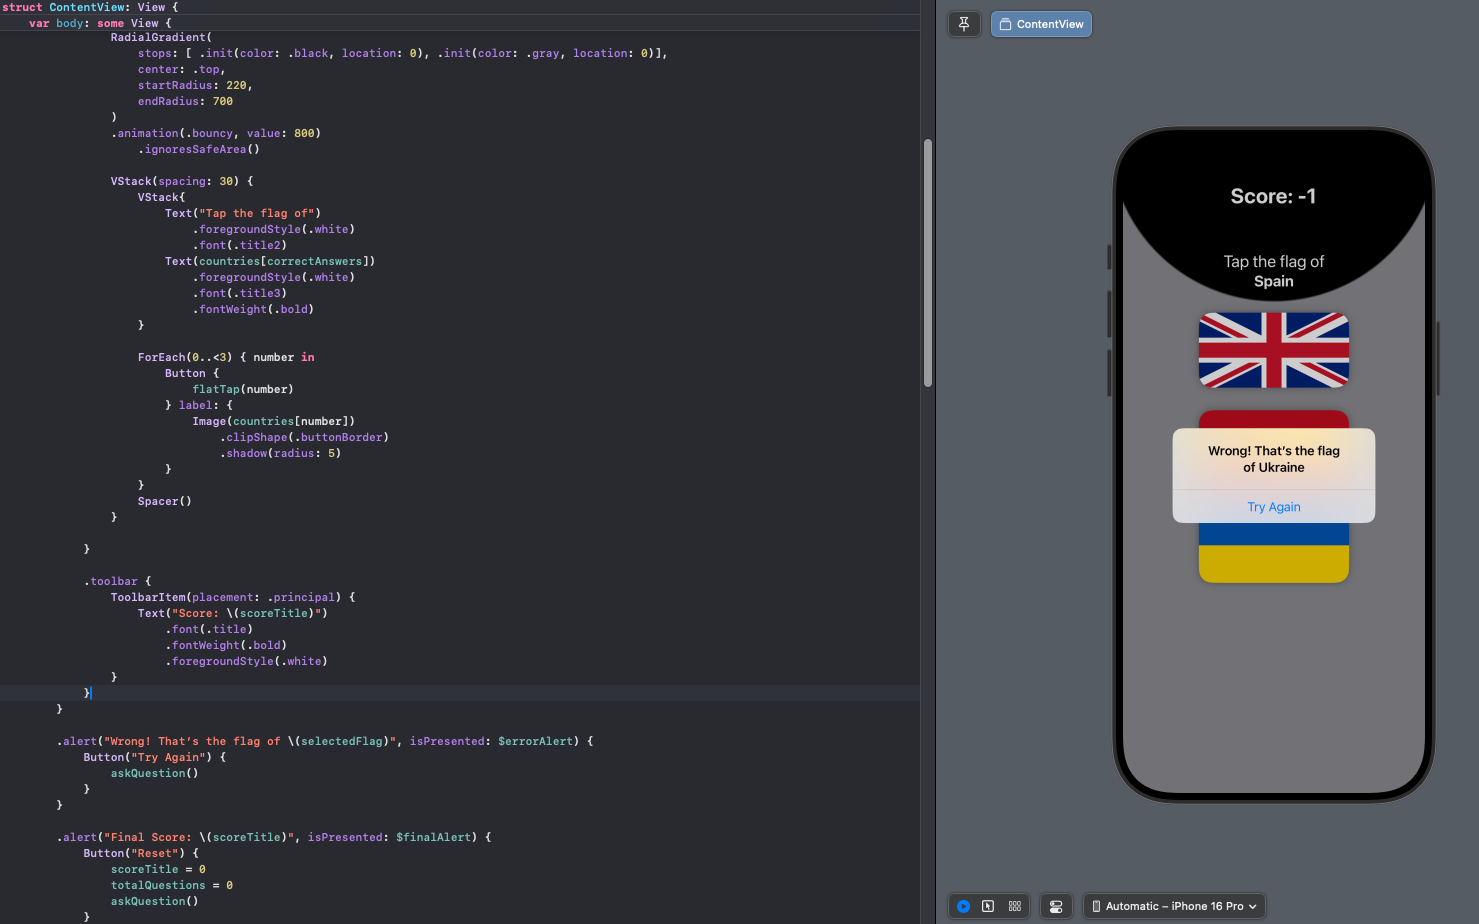 struct ContentView: View {
var body: some View {
RadialGradient(
stops: [ .init(color: .black, location: 0), .init(color: .gray, location: 0)],
center: .top,
startRadius: 220,
endRadius: 700
)
.animation(.bouncy, value: 800)
.ignoresSafeArea()
VStack(spacing: 30) {
VStack{
Text("Tap the flag of")
.foregroundStyle(.white)
.font(.title2)
Text(countries[correctAnswers])
.foregroundStyle(.white)
.font(.title3)
.fontWeight(.bold)
}
ForEach(0..<3) { number in
Button {
flatTap(number)
} label: {
Image(countries[number])
.clipShape(.buttonBorder)
.shadow(radius: 5)
}
}
Spacer()
}
}
.toolbar {
ToolbarItem(placement: .principal) {
Text("Score: \(scoreTitle)")
.font(.title)
.fontWeight(.bold)
.foregroundStyle(.white)
}
}
}
.alert("Wrong! That’s the flag of \(selectedFlag)", isPresented: $errorAlert) {
Button("Try Again") {
askQuestion()
}
}
.alert("Final Score: \(scoreTitle)", isPresented: $finalAlert) {
Button("Reset") {
scoreTitle = 0
totalQuestions = 0
askQuestion()
}
ContentView
Score: -1
Tap the flag of
Spain
Wrong! That’s the flag
of Ukraine
Try Again
Automatic – iPhone 16 Pro